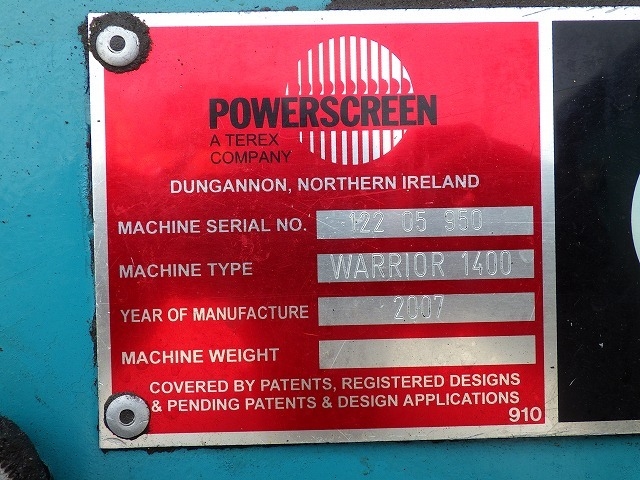 POWERSCREEN
A TEREX
COMPANY
DUNGANNON, NORTHERN IRELAND
MACHINE SERIAL NO. 122 05 950
MACHINE TYPE WARRIOR 1400
YEAR OF MANUFACTURE 2007
MACHINE WEIGHT
COVERED BY PATENTS, REGISTERED DESIGNS
& PENDING PATENTS & DESIGN APPLICATIONS
910